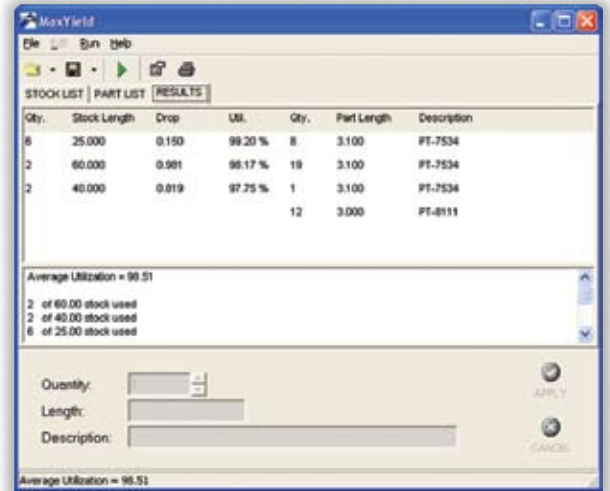 MaxYield
File Edit Run Help
STOCK LIST PART LIST RESULTS
Qty. Stock Length Drop Util. Qty. Part Length Description
6 25.000 0.150 99.20 % 8 3.100 PT-7534
2 60.000 0.981 98.17 % 19 3.100 PT-7534
2 40.000 0.819 97.75 % 1 3.100 PT-7534
12 3.000 PT-8111
Average Utilization = 98.51
2 of 60.00 stock used
2 of 40.00 stock used
6 of 25.00 stock used
Quantity:
APPLY
Length:
Description:
CANCEL
Average Utilization = 98.51